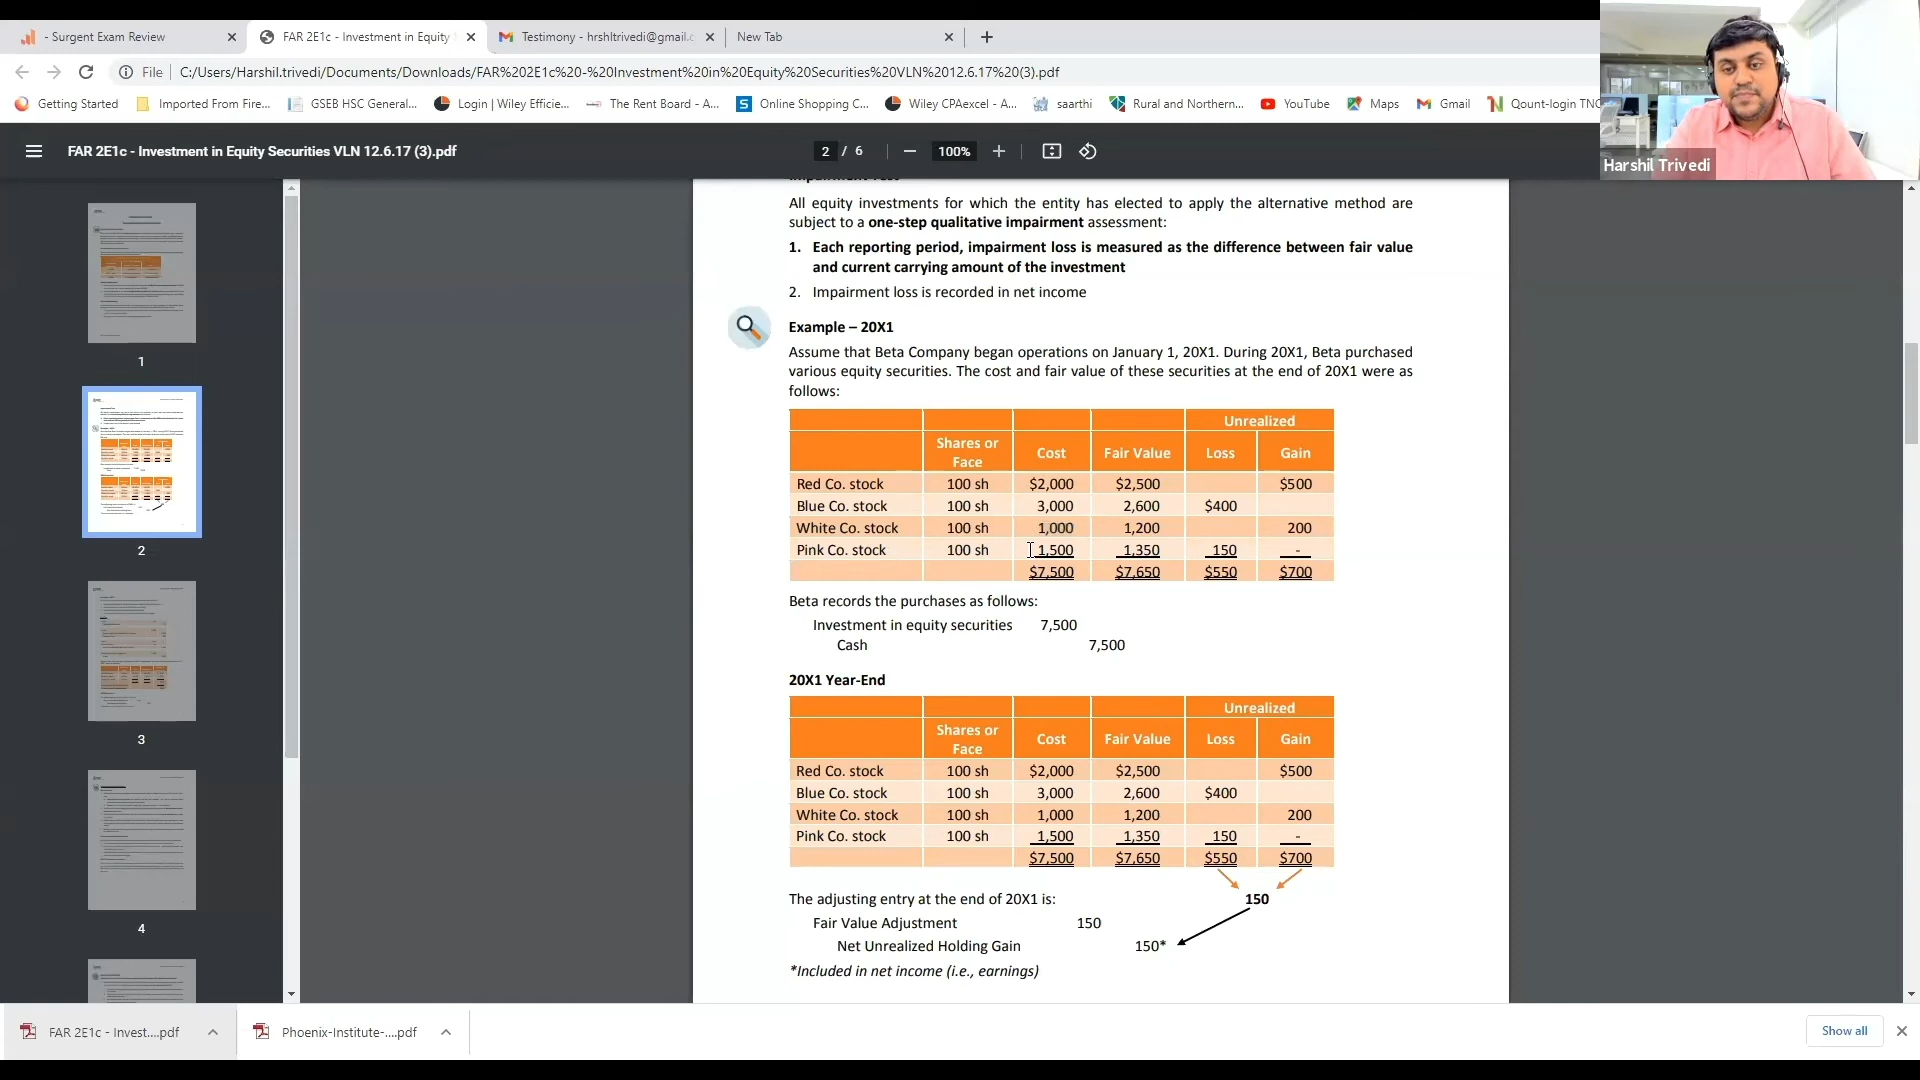 - Surgent Exam Review
FAR 2E1c - Investment in Equity
Testimony - hrshltrivedi@gmail.c
New Tab
File
C:/Users/Harshil.trivedi/Documents/Downloads/FAR%202E1c%20-%20Investment%20in%20Equity%20Securities%20VLN%2012.6.17%20(3).pdf
Getting Started
Imported From Fire...
GSEB HSC General...
Login | Wiley Efficie...
The Rent Board - A...
Online Shopping C...
Wiley CPAexcel - A...
saarthi
Rural and Northern...
YouTube
Maps
Gmail
Qount-login TNC
Harshil Trivedi
FAR 2E1c - Investment in Equity Securities VLN 12.6.17 (3).pdf
2 / 6
100%
1
2
3
4
All equity investments for which the entity has elected to apply the alternative method are
subject to a one-step qualitative impairment assessment:
1. Each reporting period, impairment loss is measured as the difference between fair value
and current carrying amount of the investment
2. Impairment loss is recorded in net income
Example – 20X1
Assume that Beta Company began operations on January 1, 20X1. During 20X1, Beta purchased
various equity securities. The cost and fair value of these securities at the end of 20X1 were as
follows:
Unrealized
Shares or Face Cost Fair Value Loss Gain
Red Co. stock 100 sh $2,000 $2,500 $500
Blue Co. stock 100 sh 3,000 2,600 $400
White Co. stock 100 sh 1,000 1,200 200
Pink Co. stock 100 sh 1,500 1,350 150 -
$7,500 $7,650 $550 $700
Beta records the purchases as follows:
Investment in equity securities 7,500
Cash 7,500
20X1 Year-End
Unrealized
Shares or Face Cost Fair Value Loss Gain
Red Co. stock 100 sh $2,000 $2,500 $500
Blue Co. stock 100 sh 3,000 2,600 $400
White Co. stock 100 sh 1,000 1,200 200
Pink Co. stock 100 sh 1,500 1,350 150 -
$7,500 $7,650 $550 $700
The adjusting entry at the end of 20X1 is: 150
Fair Value Adjustment 150
Net Unrealized Holding Gain 150*
*Included in net income (i.e., earnings)
FAR 2E1c - Invest....pdf
Phoenix-Institute-....pdf
Show all